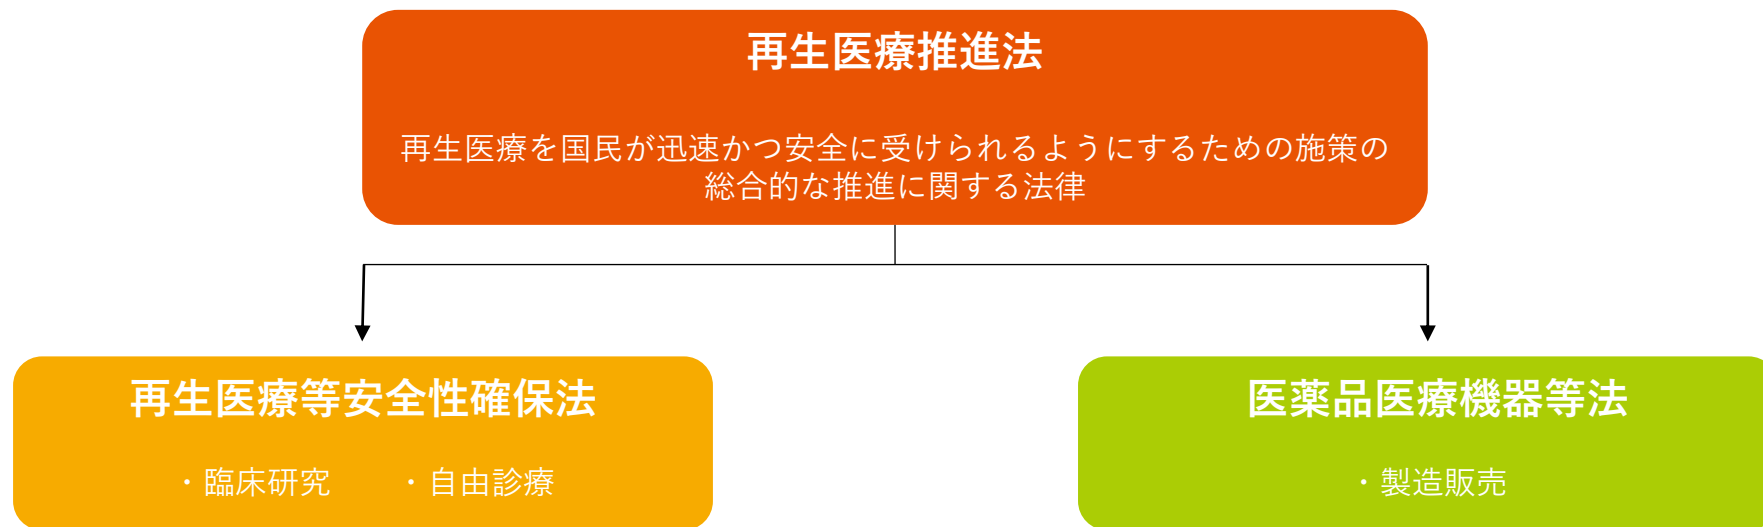 再生医療推進法
再生医療を国民が迅速かつ安全に受けられるようにするための施策の
総合的な推進に関する法律
再生医療等安全性確保法
・臨床研究 ・自由診療
医薬品医療機器等法
・製造販売